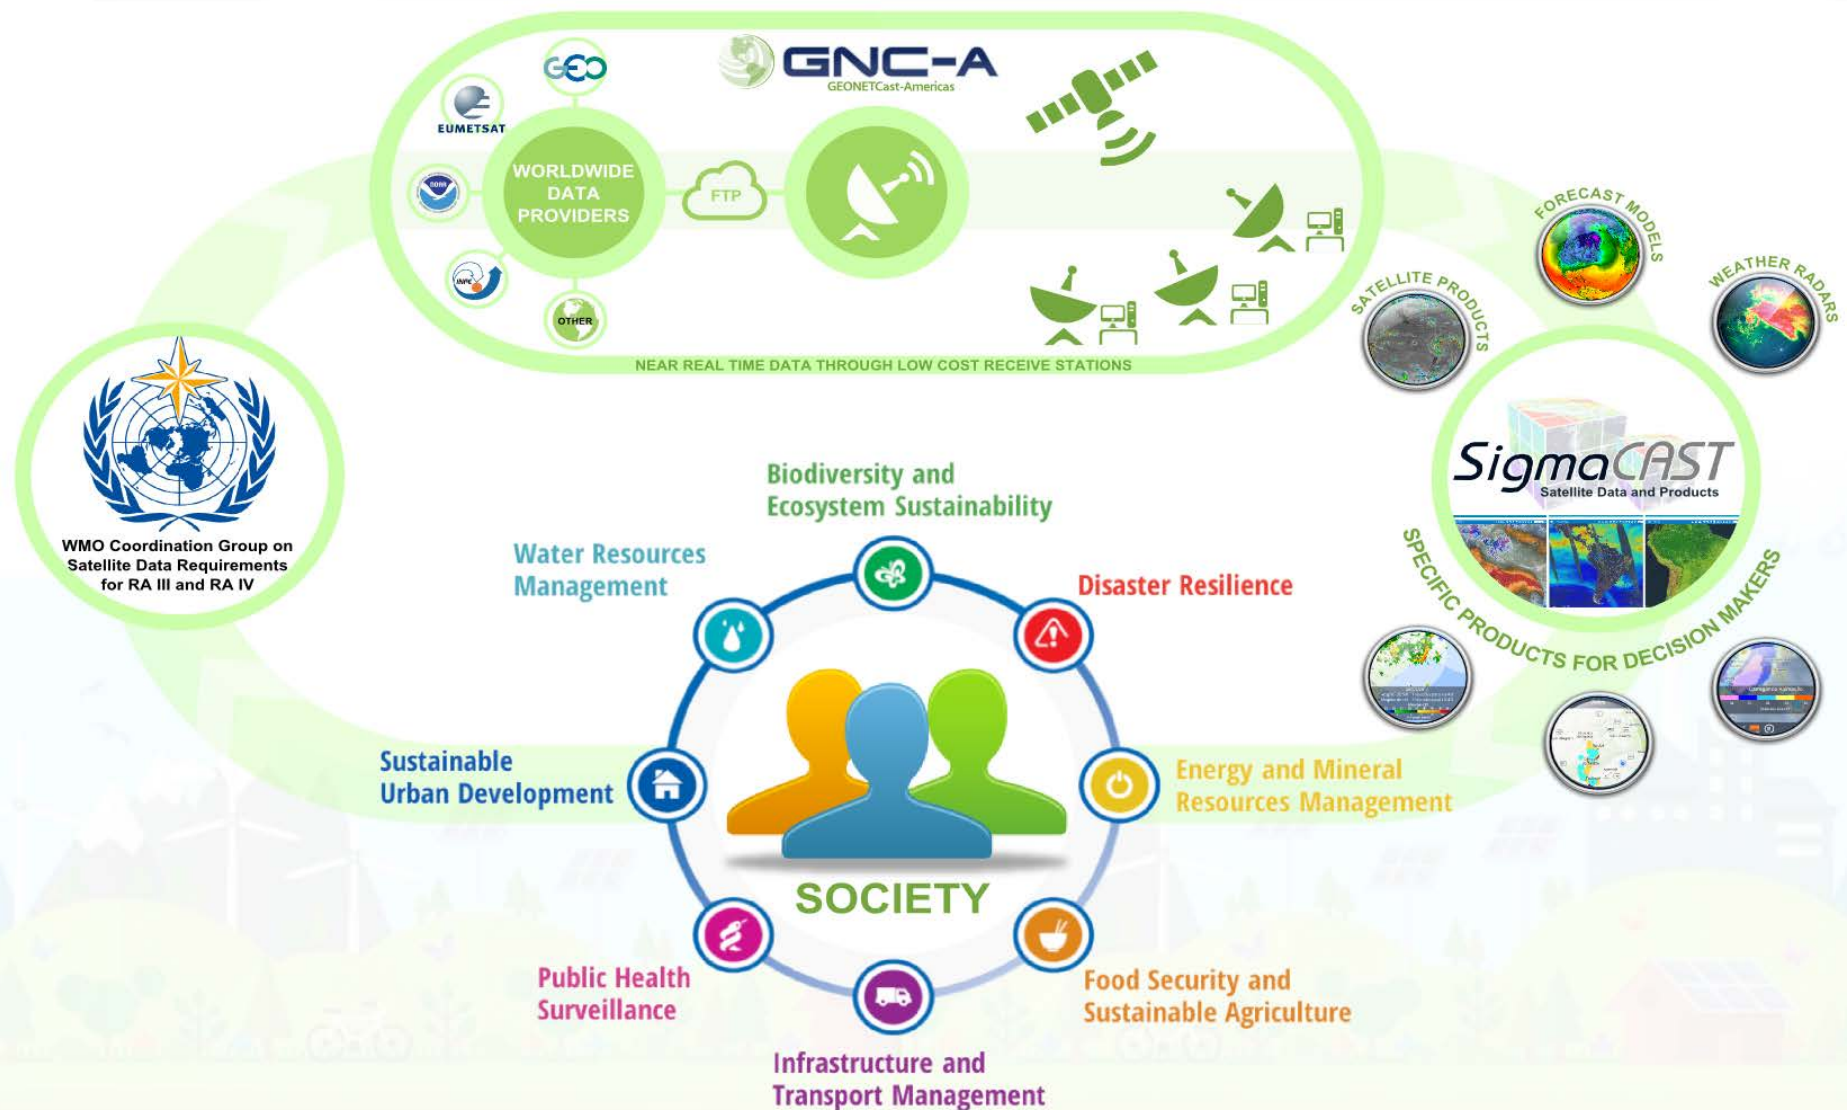 GEO
GNC-A
GEONETCast-Americas
EUMETSAT
NOAA
WORLDWIDE
DATA
PROVIDERS
FTP
INPE
OTHER
NEAR REAL TIME DATA THROUGH LOW COST RECEIVE STATIONS
FORECAST MODELS
SATELLITE PRODUCTS
WEATHER RADARS
SigmaCAST
Satellite Data and Products
SPECIFIC PRODUCTS FOR DECISION MAKERS
WMO Coordination Group on
Satellite Data Requirements
for RA III and RA IV
Biodiversity and
Ecosystem Sustainability
Water Resources
Management
Disaster Resilience
Sustainable
Urban Development
Energy and Mineral
Resources Management
SOCIETY
Public Health
Surveillance
Food Security and
Sustainable Agriculture
Infrastructure and
Transport Management